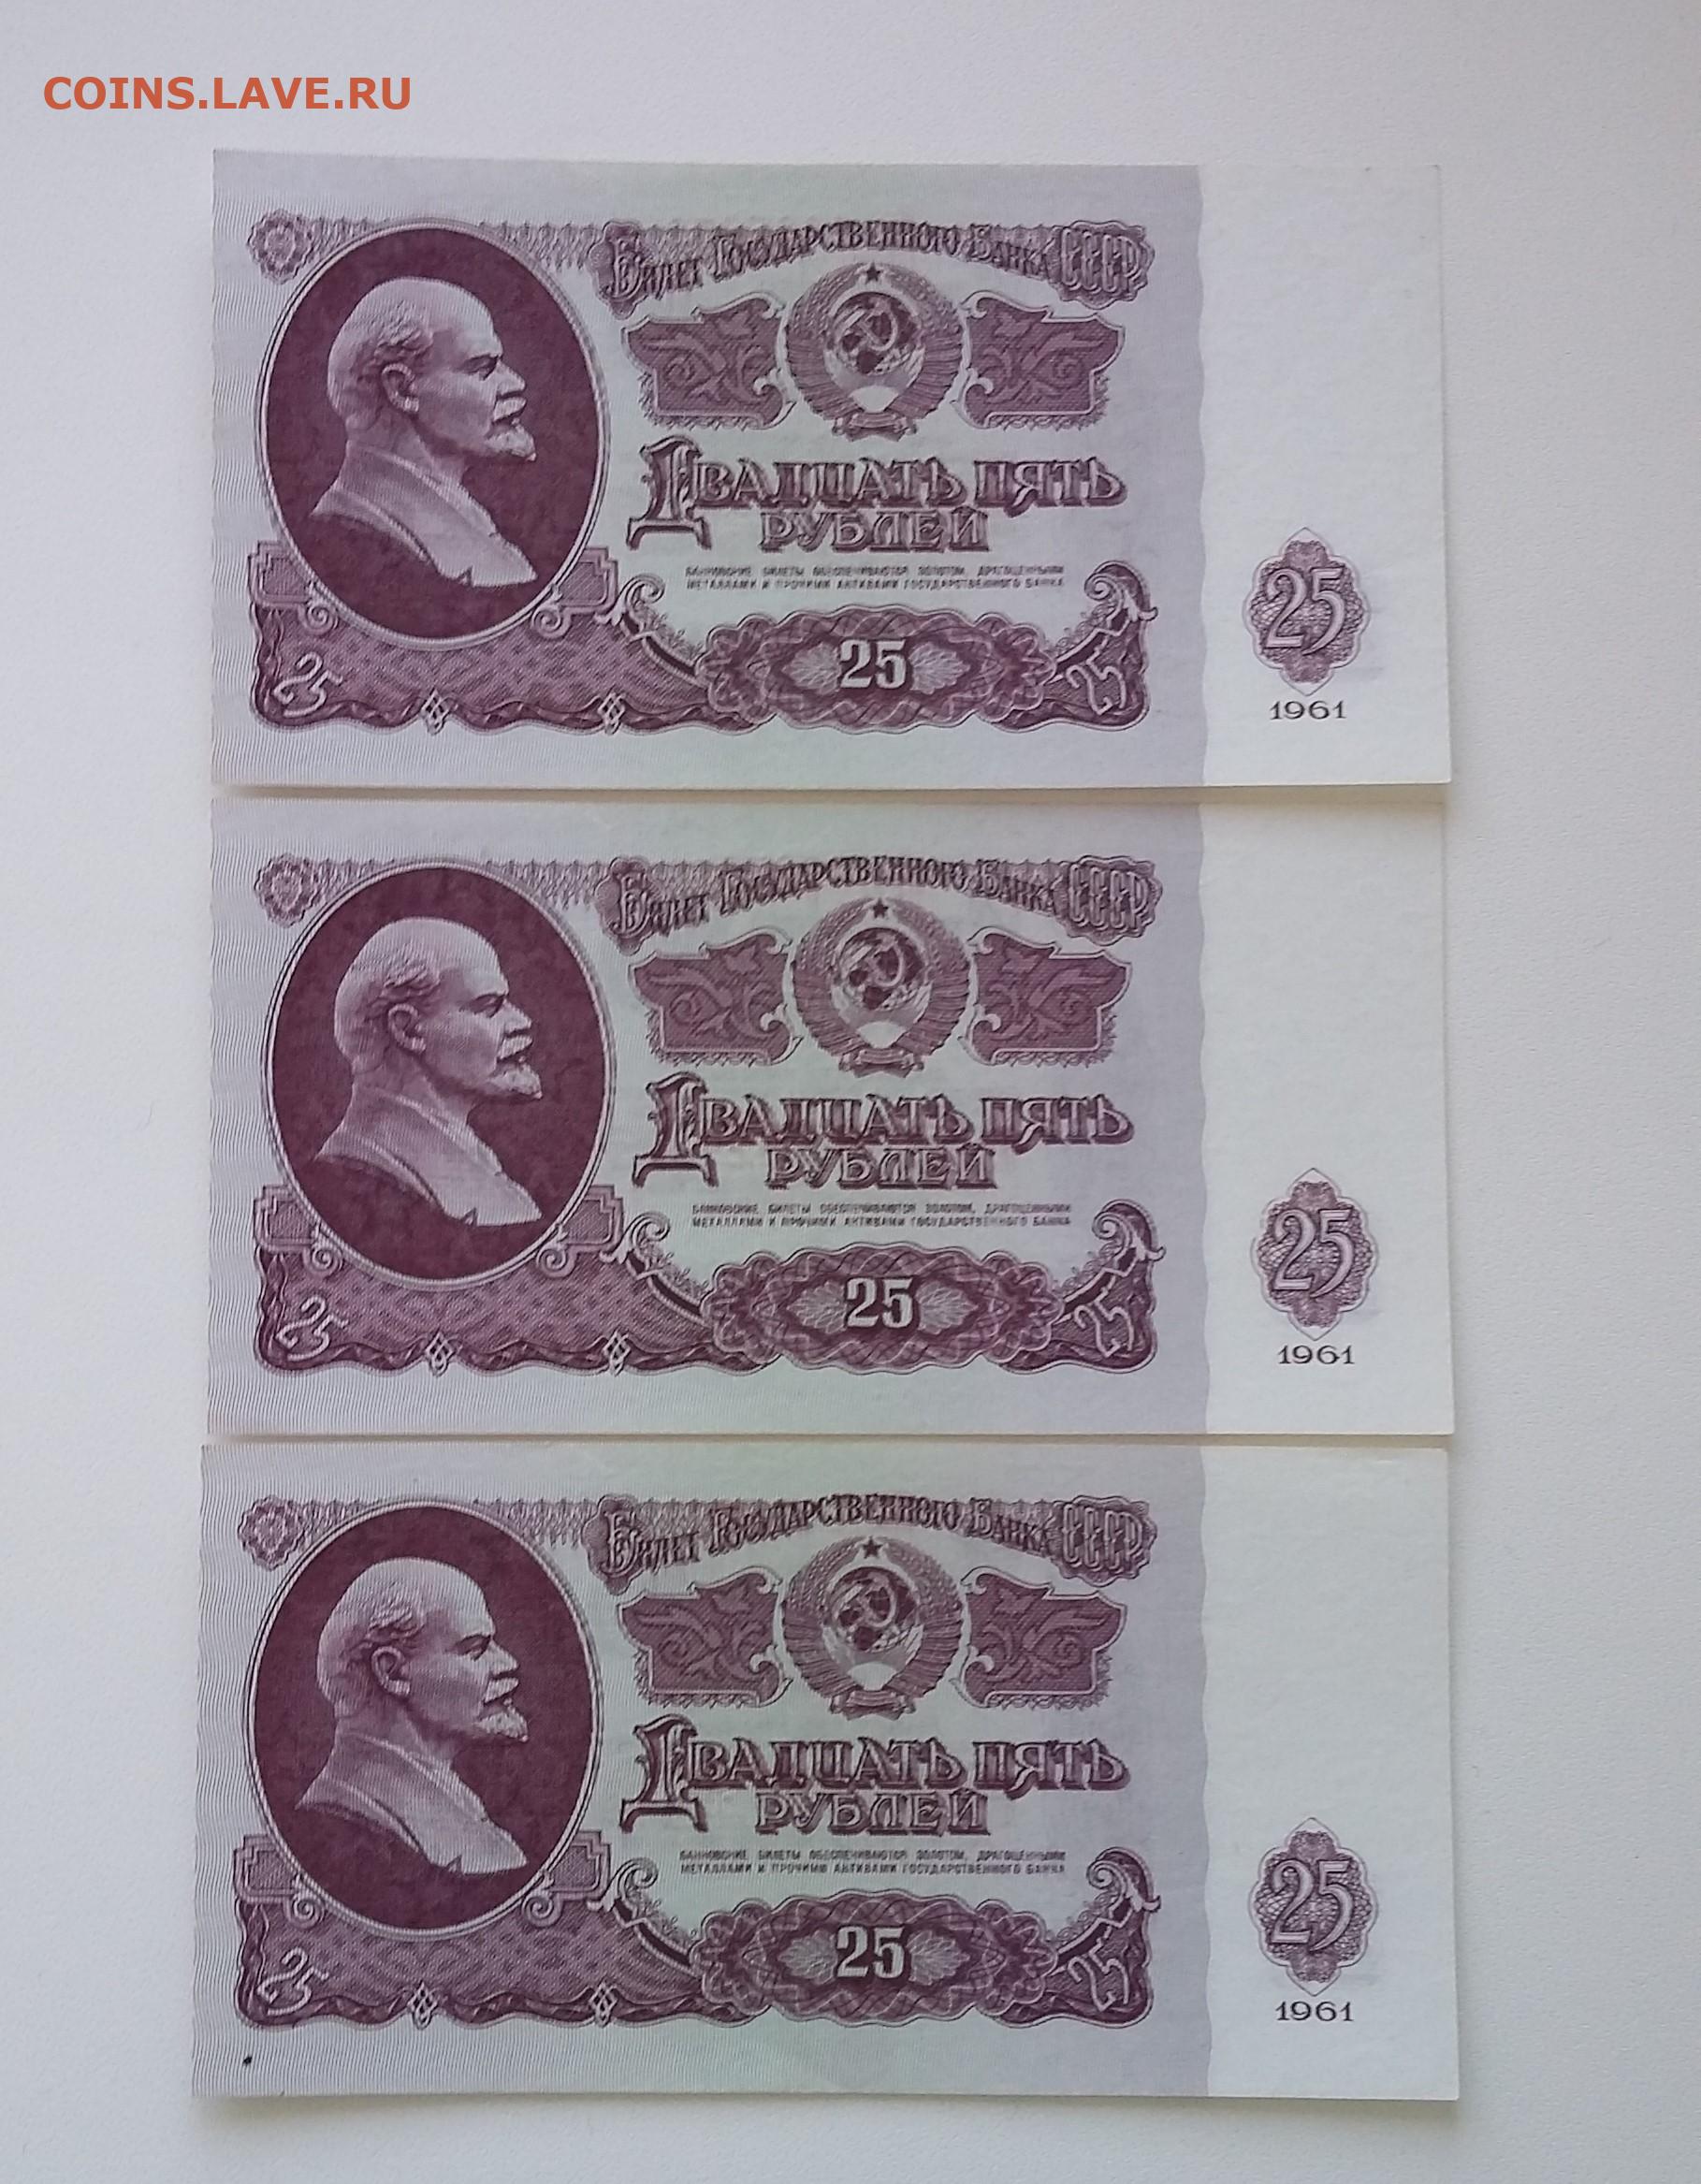 COINS.LAVE.RU
Билет Государственного Банка СССР
Двадцать пять
рублей
БАНКОВСКИЕ БИЛЕТЫ ОБЕСПЕЧИВАЮТСЯ ЗОЛОТОМ, ДРАГОЦЕННЫМИ
МЕТАЛЛАМИ И ПРОЧИМИ АКТИВАМИ ГОСУДАРСТВЕННОГО БАНКА
25
25
25
25
1961
Билет Государственного Банка СССР
Двадцать пять
рублей
БАНКОВСКИЕ БИЛЕТЫ ОБЕСПЕЧИВАЮТСЯ ЗОЛОТОМ, ДРАГОЦЕННЫМИ
МЕТАЛЛАМИ И ПРОЧИМИ АКТИВАМИ ГОСУДАРСТВЕННОГО БАНКА
25
25
25
25
1961
Билет Государственного Банка СССР
Двадцать пять
рублей
БАНКОВСКИЕ БИЛЕТЫ ОБЕСПЕЧИВАЮТСЯ ЗОЛОТОМ, ДРАГОЦЕННЫМИ
МЕТАЛЛАМИ И ПРОЧИМИ АКТИВАМИ ГОСУДАРСТВЕННОГО БАНКА
25
25
25
25
1961